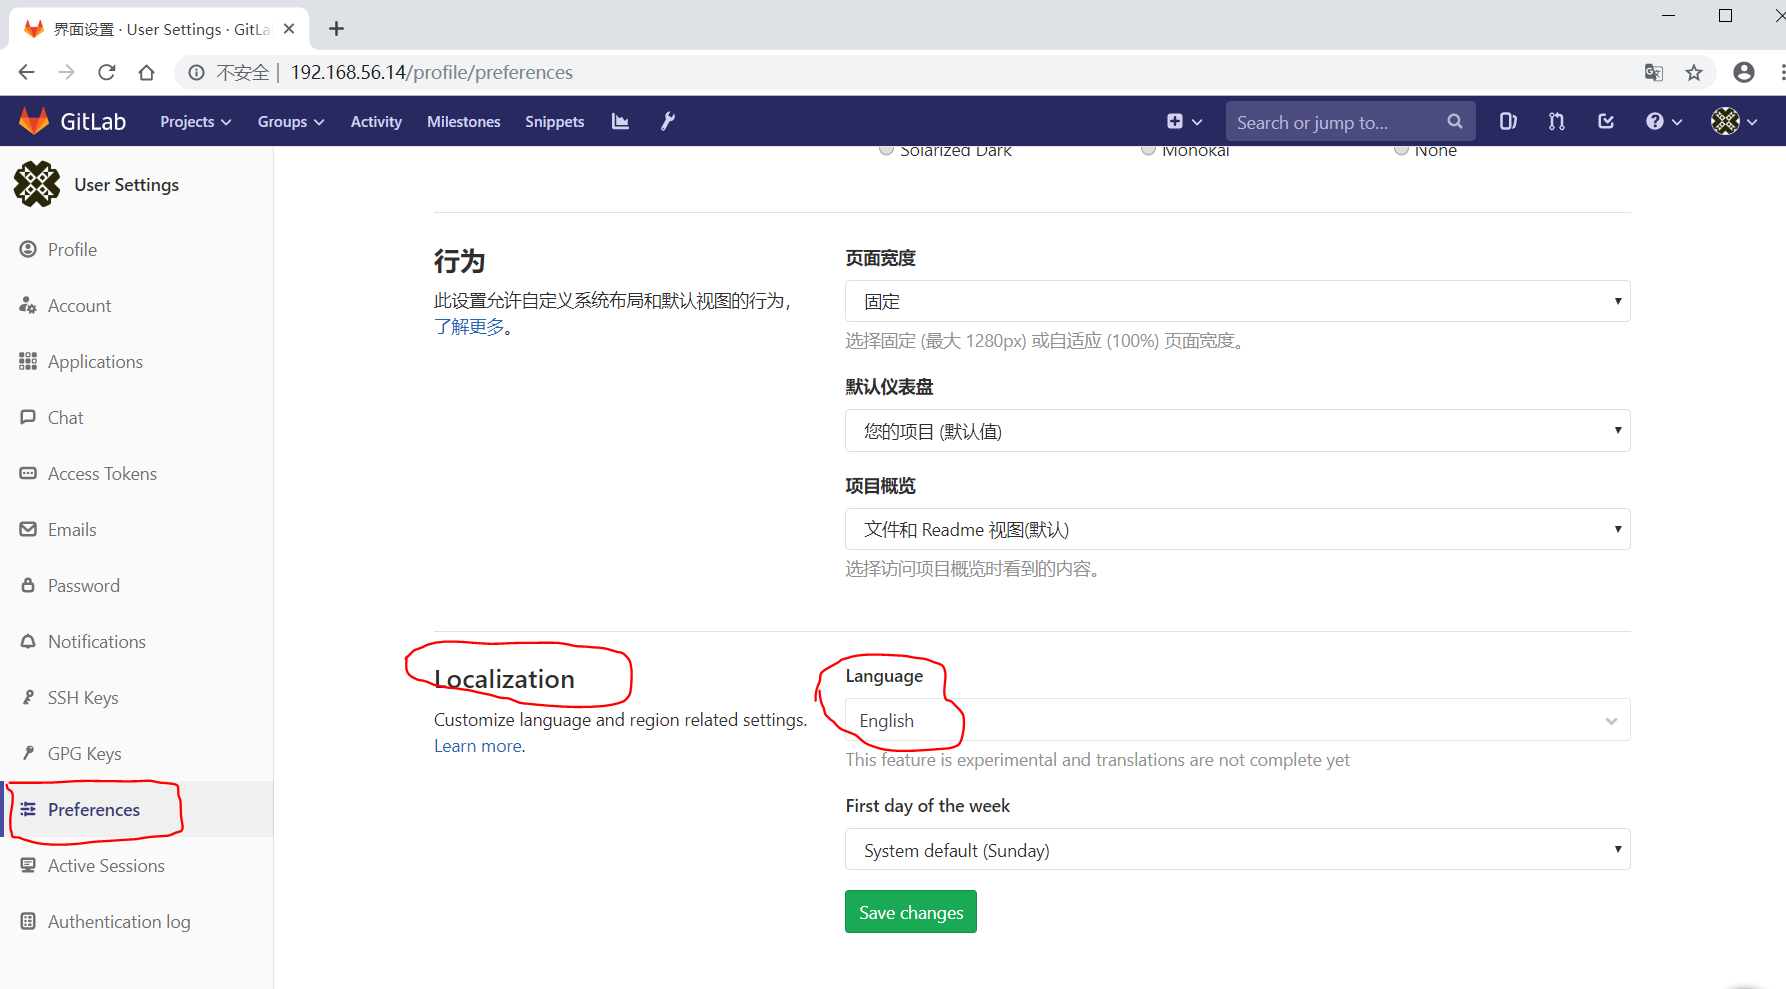 界面设置 · User Settings · GitLa
不安全 | 192.168.56.14/profile/preferences
GitLab Projects Groups Activity Milestones Snippets Search or jump to...
User Settings
Profile
Account
Applications
Chat
Access Tokens
Emails
Password
Notifications
SSH Keys
GPG Keys
Preferences
Active Sessions
Authentication log
Solarized Dark Monokai None
行为
此设置允许自定义系统布局和默认视图的行为，
了解更多。
页面宽度
固定
选择固定 (最大 1280px) 或自适应 (100%) 页面宽度。
默认仪表盘
您的项目 (默认值)
项目概览
文件和 Readme 视图(默认)
选择访问项目概览时看到的内容。
Localization
Customize language and region related settings.
Learn more.
Language
English
This feature is experimental and translations are not complete yet
First day of the week
System default (Sunday)
Save changes